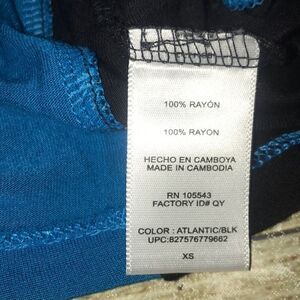 100% RAYÓN
100% RAYON
HECHO EN CAMBOYA
MADE IN CAMBODIA
RN 105543
FACTORY ID# QY
COLOR : ATLANTIC/BLK
UPC:827576779662
XS